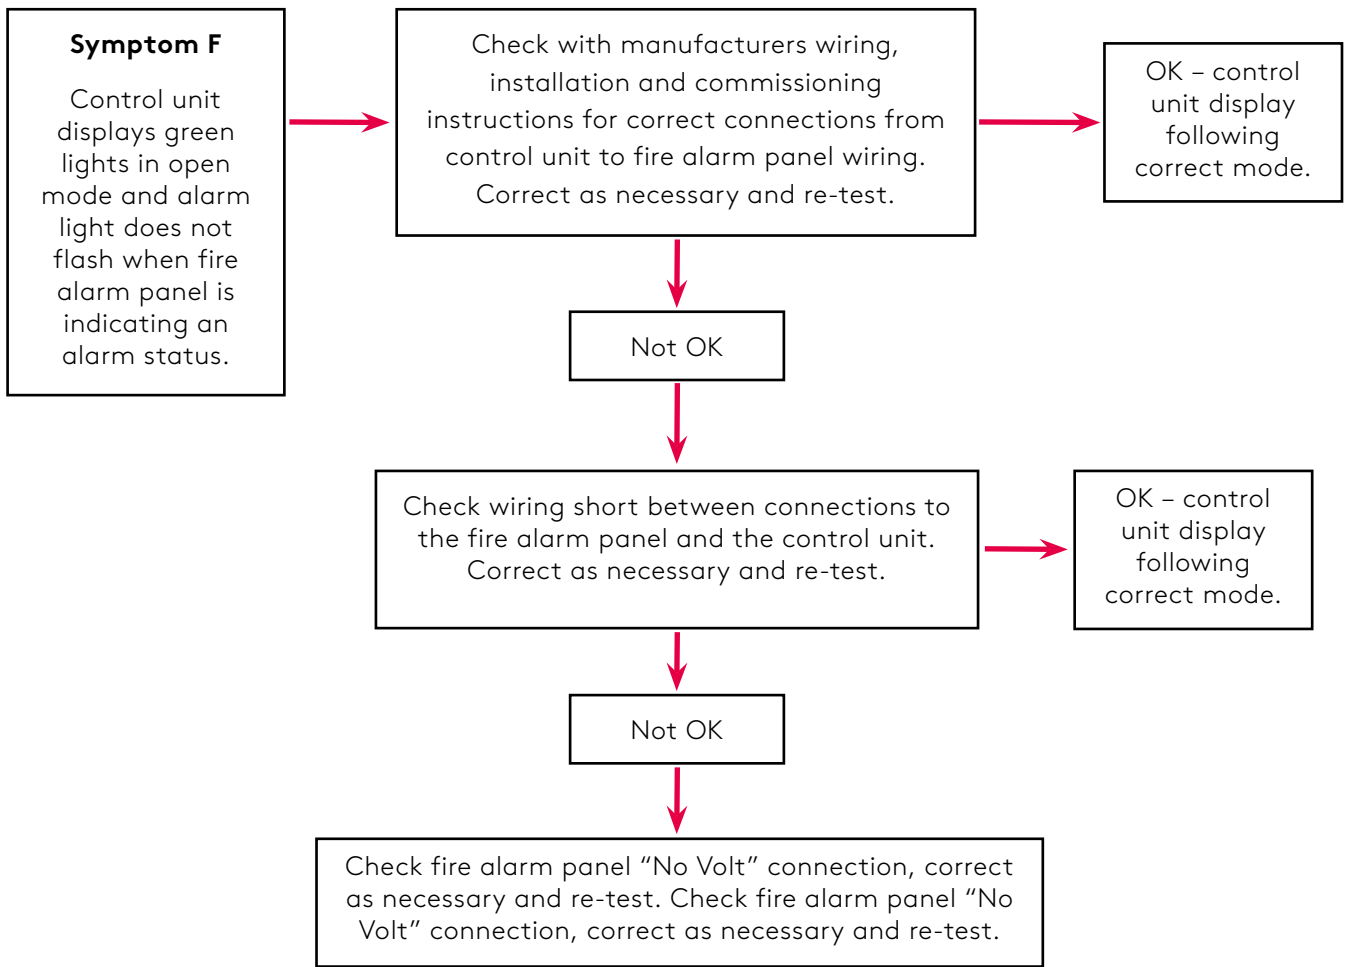 Symptom F
Control unit
displays green
lights in open
mode and alarm
light does not
flash when fire
alarm panel is
indicating an
alarm status.
Check with manufacturers wiring,
installation and commissioning
instructions for correct connections from
control unit to fire alarm panel wiring.
Correct as necessary and re-test.
OK – control
unit display
following
correct mode.
Not OK
Check wiring short between connections to
the fire alarm panel and the control unit.
Correct as necessary and re-test.
OK – control
unit display
following
correct mode.
Not OK
Check fire alarm panel “No Volt” connection, correct
as necessary and re-test. Check fire alarm panel “No
Volt” connection, correct as necessary and re-test.